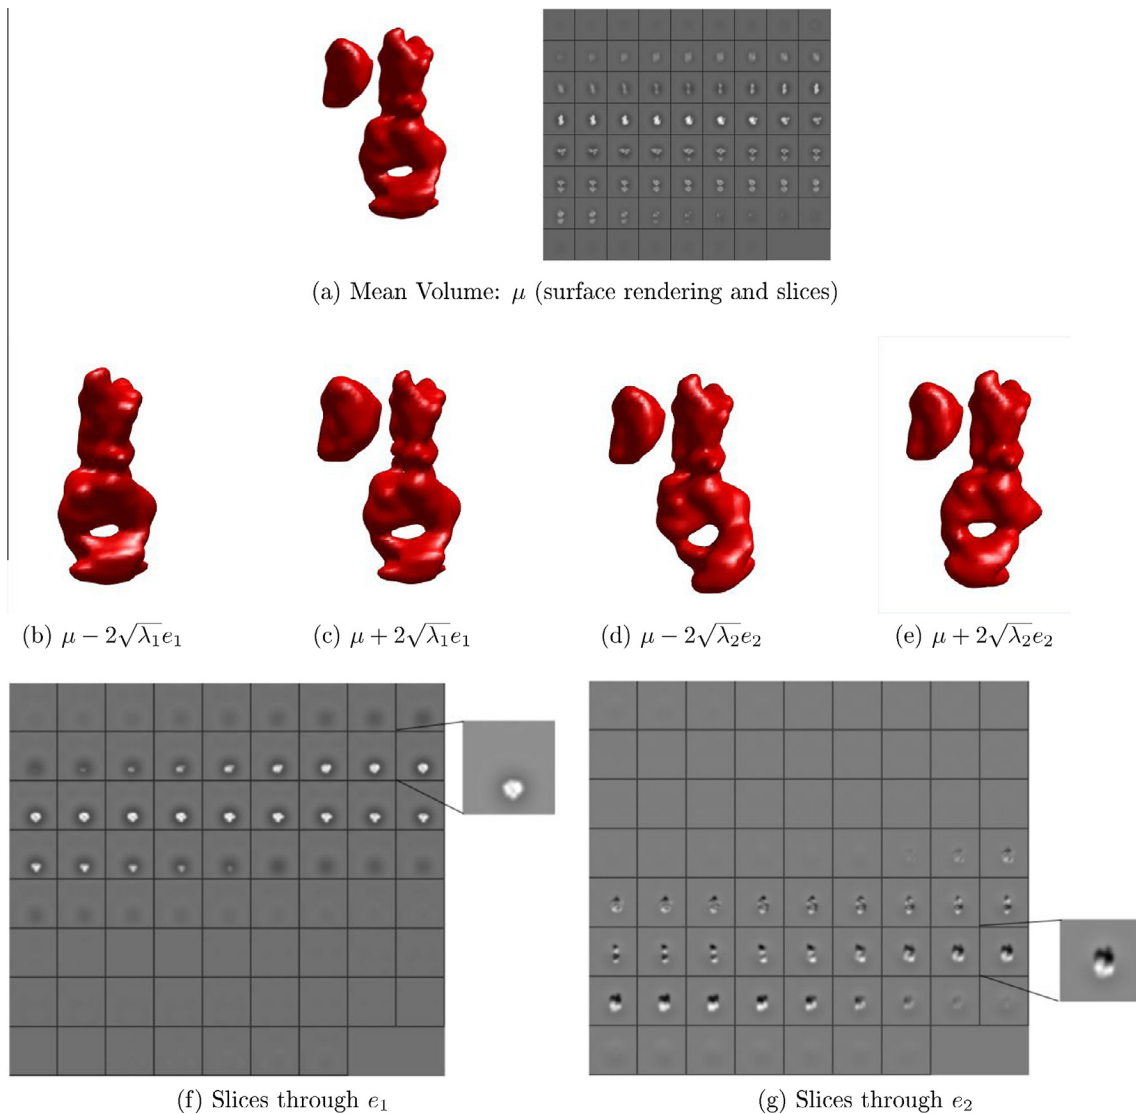 (a) Mean Volume: μ (surface rendering and slices)
(b) μ − 2√λ₁e₁
(c) μ + 2√λ₁e₁
(d) μ − 2√λ₂e₂
(e) μ + 2√λ₂e₂
(f) Slices through e₁
(g) Slices through e₂